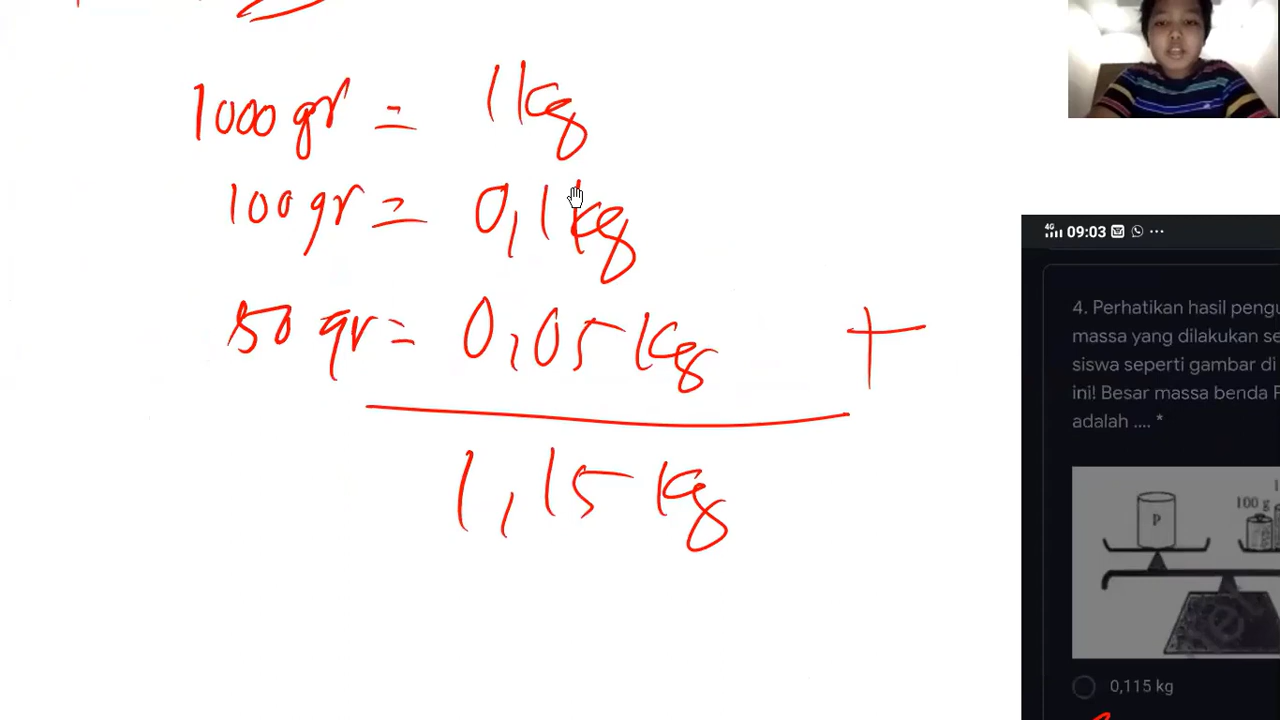 1000 gr = 1 kg
100 gr = 0,1 kg
50 gr = 0,05 kg +
1,15 kg
4G 09:03 ...
4. Perhatikan hasil pengu
massa yang dilakukan se
siswa seperti gambar di
ini! Besar massa benda P
adalah .... *
1
100 g
P
0,115 kg